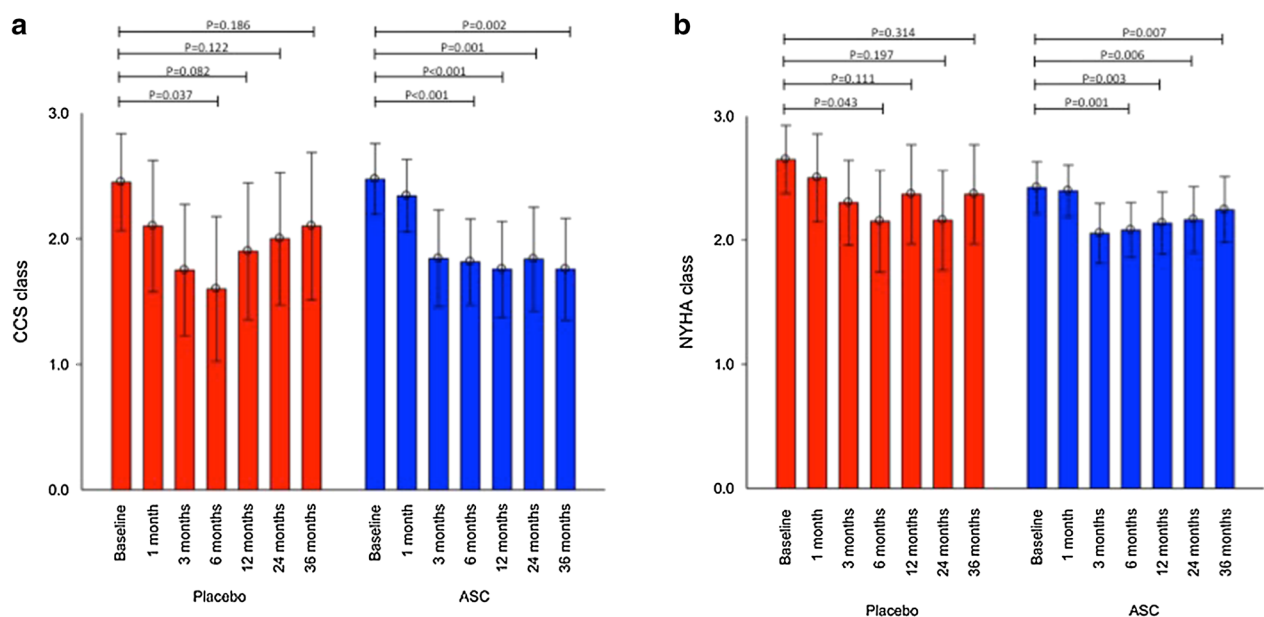 a
P=0.186
P=0.122
P=0.082
P=0.037
P=0.002
P=0.001
P<0.001
P<0.001
CCS class
3.0
2.0
1.0
0.0
Baseline
1 month
3 months
6 months
12 months
24 months
36 months
Placebo
Baseline
1 month
3 months
6 months
12 months
24 months
36 months
ASC
b
P=0.314
P=0.197
P=0.111
P=0.043
P=0.007
P=0.006
P=0.003
P=0.001
NYHA class
3.0
2.0
1.0
0.0
Baseline
1 month
3 months
6 months
12 months
24 months
36 months
Placebo
Baseline
1 month
3 months
6 months
12 months
24 months
36 months
ASC